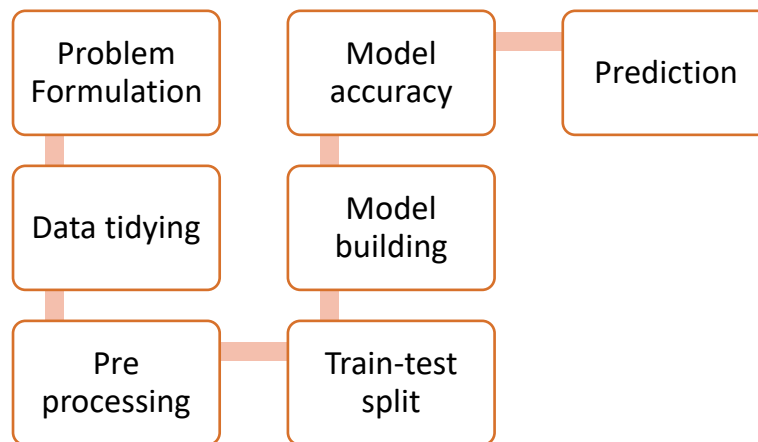 Problem
Formulation
Data tidying
Pre
processing
Train-test
split
Model
building
Model
accuracy
Prediction